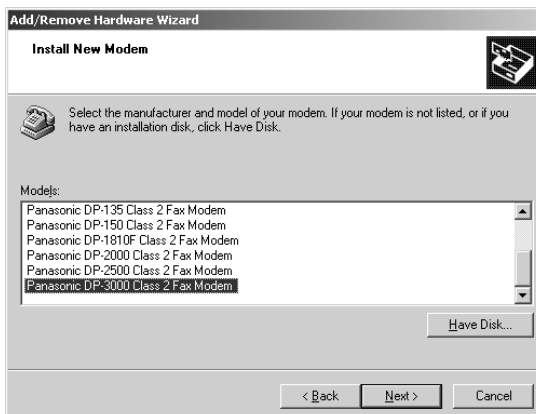 Add/Remove Hardware Wizard
Install New Modem
Select the manufacturer and model of your modem. If your modem is not listed, or if you
have an installation disk, click Have Disk.
Models:
Panasonic DP-135 Class 2 Fax Modem
Panasonic DP-150 Class 2 Fax Modem
Panasonic DP-1810F Class 2 Fax Modem
Panasonic DP-2000 Class 2 Fax Modem
Panasonic DP-2500 Class 2 Fax Modem
Panasonic DP-3000 Class 2 Fax Modem
Have Disk...
< Back Next > Cancel